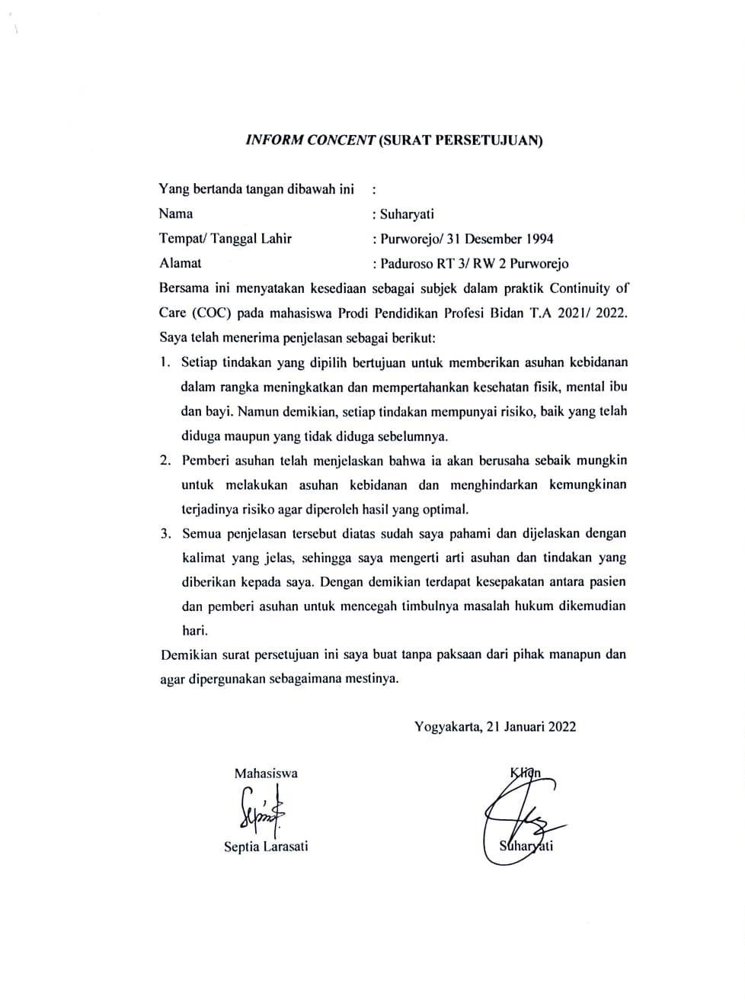 INFORM CONCENT (SURAT PERSETUJUAN)
Yang bertanda tangan dibawah ini :
Nama : Suharyati
Tempat/ Tanggal Lahir : Purworejo/ 31 Desember 1994
Alamat : Paduroso RT 3/ RW 2 Purworejo
Bersama ini menyatakan kesediaan sebagai subjek dalam praktik Continuity of
Care (COC) pada mahasiswa Prodi Pendidikan Profesi Bidan T.A 2021/ 2022.
Saya telah menerima penjelasan sebagai berikut:
1. Setiap tindakan yang dipilih bertujuan untuk memberikan asuhan kebidanan
dalam rangka meningkatkan dan mempertahankan kesehatan fisik, mental ibu
dan bayi. Namun demikian, setiap tindakan mempunyai risiko, baik yang telah
diduga maupun yang tidak diduga sebelumnya.
2. Pemberi asuhan telah menjelaskan bahwa ia akan berusaha sebaik mungkin
untuk melakukan asuhan kebidanan dan menghindarkan kemungkinan
terjadinya risiko agar diperoleh hasil yang optimal.
3. Semua penjelasan tersebut diatas sudah saya pahami dan dijelaskan dengan
kalimat yang jelas, sehingga saya mengerti arti asuhan dan tindakan yang
diberikan kepada saya. Dengan demikian terdapat kesepakatan antara pasien
dan pemberi asuhan untuk mencegah timbulnya masalah hukum dikemudian
hari.
Demikian surat persetujuan ini saya buat tanpa paksaan dari pihak manapun dan
agar dipergunakan sebagaimana mestinya.
Yogyakarta, 21 Januari 2022
Mahasiswa Klien
Septia Larasati Suharyati